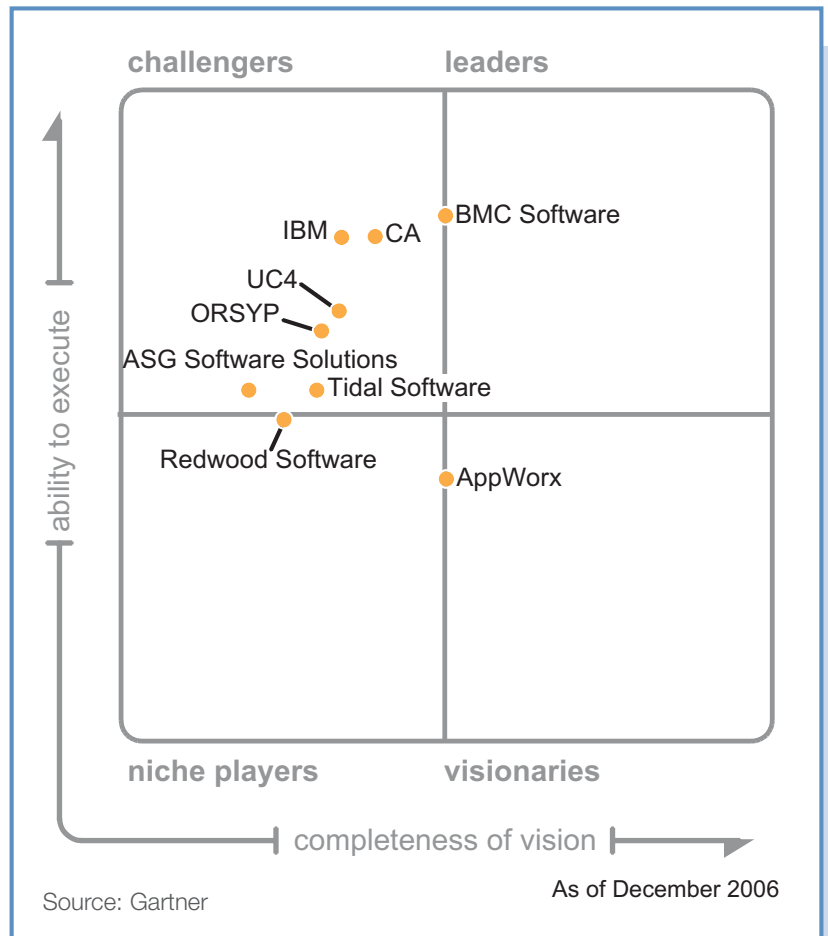 challengers
leaders
BMC Software
IBM
CA
UC4
ORSYP
ASG Software Solutions
Tidal Software
Redwood Software
AppWorx
ability to execute
niche players
visionaries
completeness of vision
As of December 2006
Source: Gartner